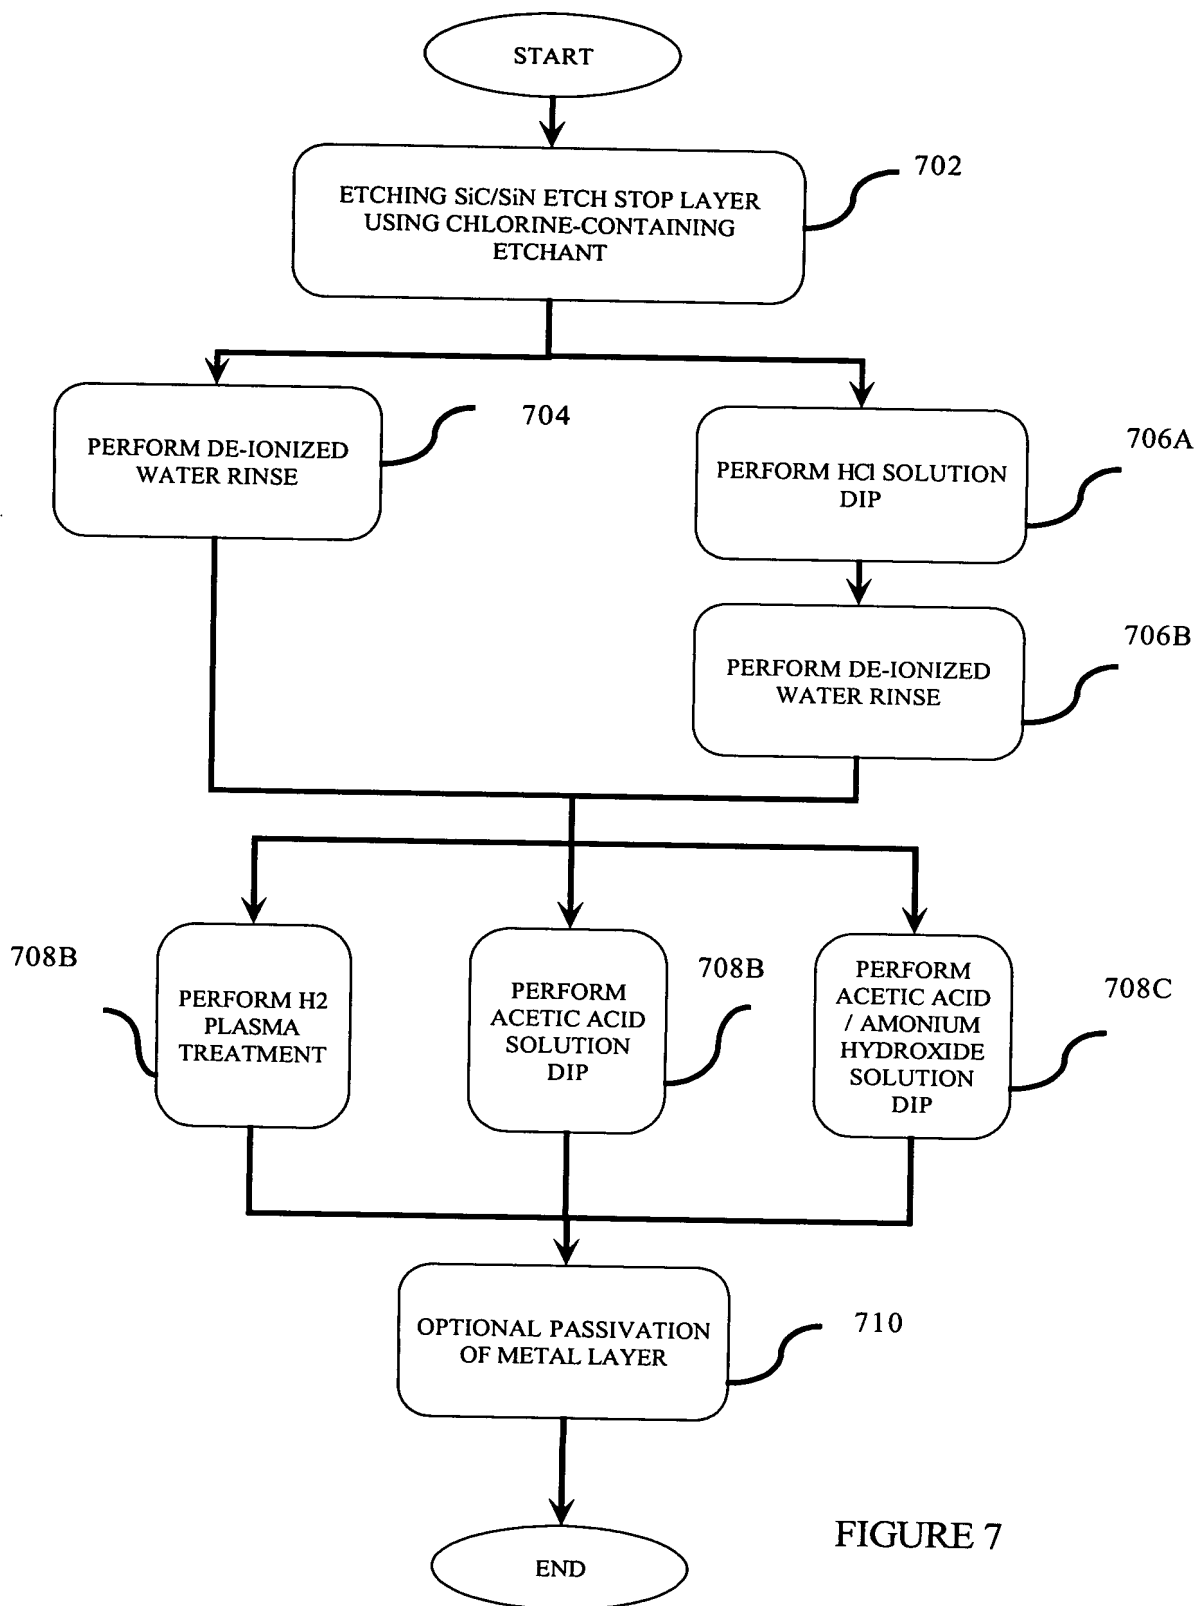 START
ETCHING SiC/SiN ETCH STOP LAYER
USING CHLORINE-CONTAINING
ETCHANT
702
PERFORM DE-IONIZED
WATER RINSE
704
PERFORM HCl SOLUTION
DIP
706A
PERFORM DE-IONIZED
WATER RINSE
706B
708B
PERFORM H2
PLASMA
TREATMENT
PERFORM
ACETIC ACID
SOLUTION
DIP
708B
PERFORM
ACETIC ACID
/ AMONIUM
HYDROXIDE
SOLUTION
DIP
708C
OPTIONAL PASSIVATION
OF METAL LAYER
710
END
FIGURE 7